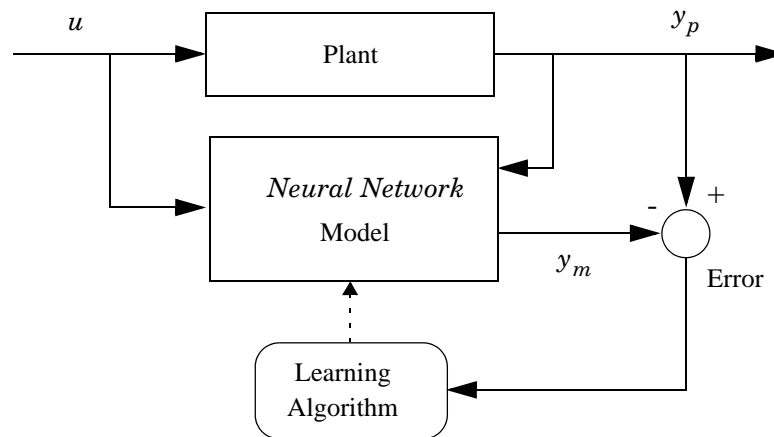 u
y_p
Plant
Neural Network
Model
-
+
y_m
Error
Learning
Algorithm